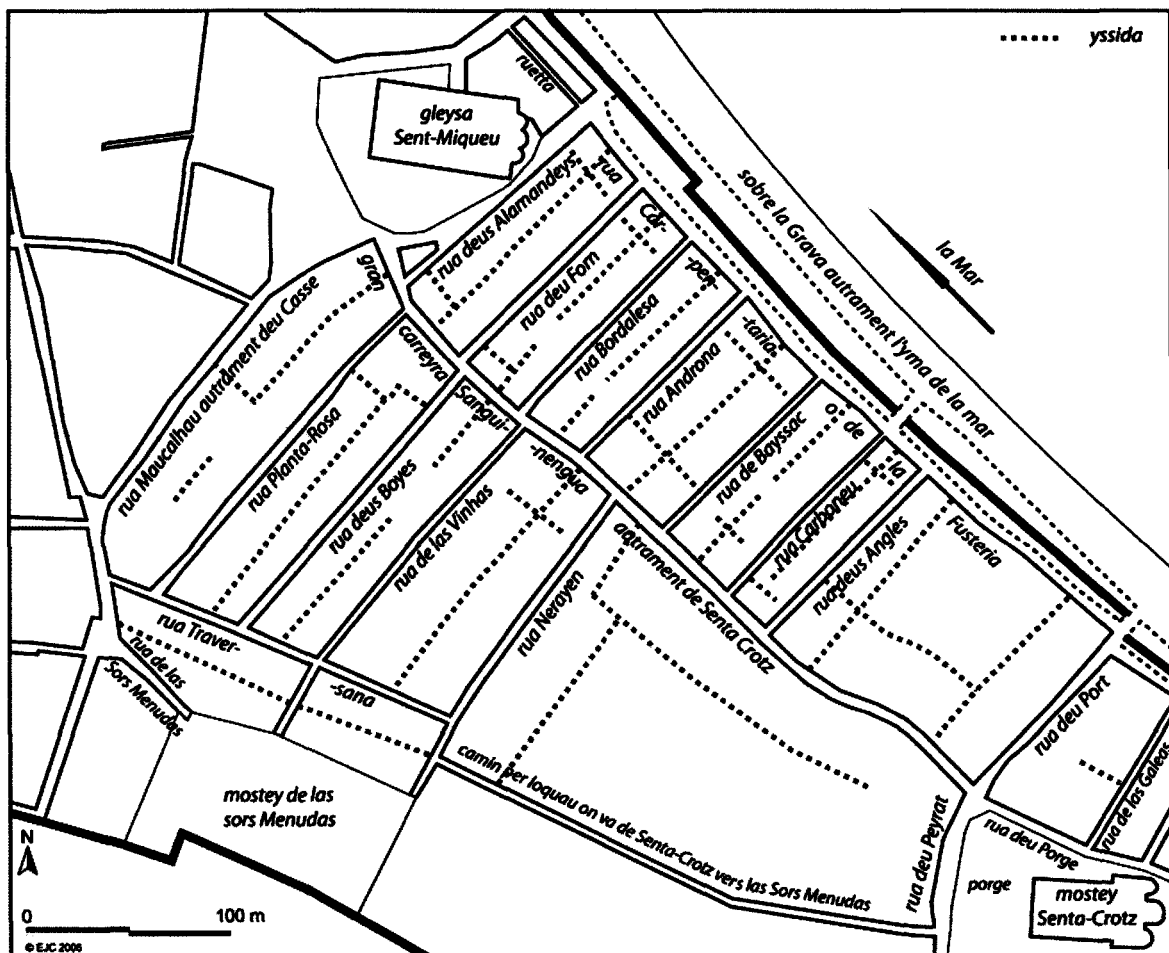 yssida
ruetta
gleysa
Sent-Miqueu
sobre la Grava autrament l'yma de la mar
la Mar
rua deus Alamandeys
rua
Car-
-pen-
-taria-
o de
la
Fusteria
rua deu Forn
rua Bordalesa
rua Androna
rua de Bayssac
rua Carboneu
rua deus Angles
gran
carreyra
Sangui-
-nengua
autrament de Senta Crotz
rua Maucalhau autrament deu Casse
rua Planta-Rosa
rua deus Boyes
rua de las Vinhas
rua Nerayen
rua Traver-
-sana
rua de las
Sors Menudas
mostey de las
sors Menudas
camin per loquau on va de Senta-Crotz vers las Sors Menudas
rua deu Peyrat
rua deu Port
rua de las Galeas
rua deu Porge
porge
mostey
Senta-Crotz
N
0 100 m
© EJC 2006